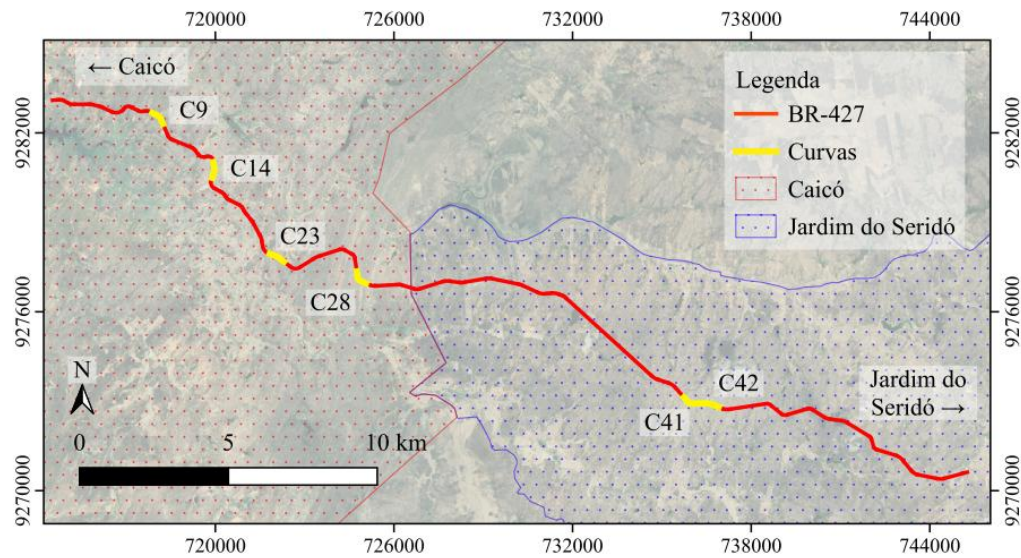 720000 726000 732000 738000 744000
← Caicó
Legenda
BR-427
Curvas
Caicó
Jardim do Seridó
C9
C14
C23
C28
C42
C41
Jardim do
Seridó →
N
0 5 10 km
9282000
9276000
9270000
9282000
9276000
9270000
720000 726000 732000 738000 744000